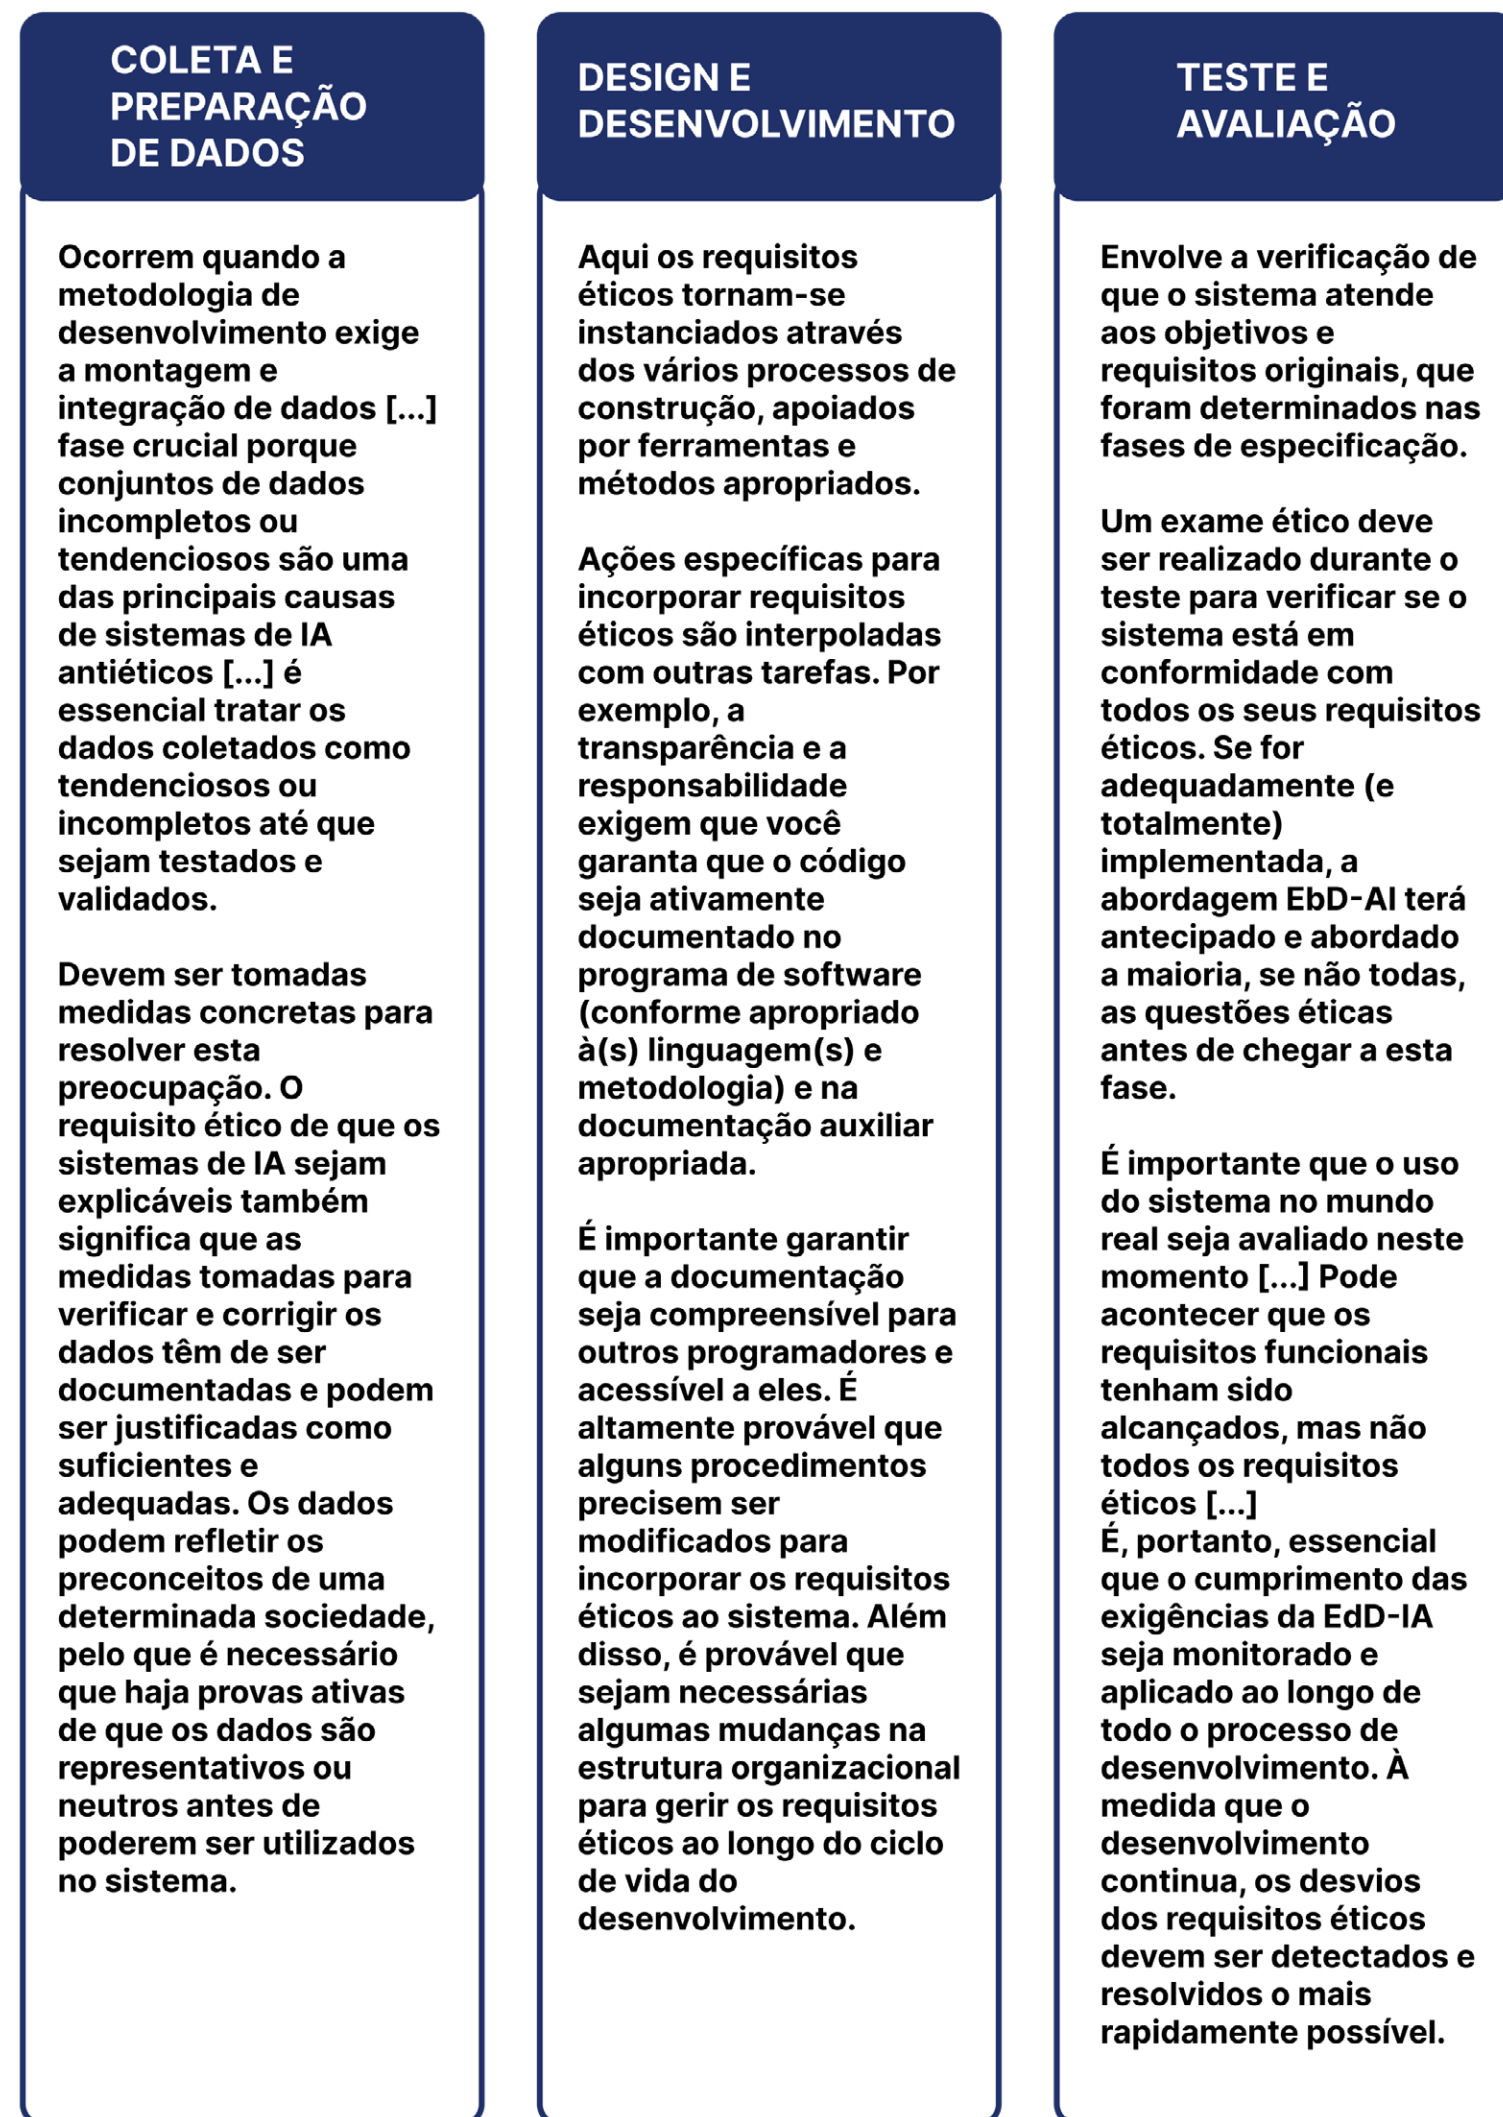 COLETA E
PREPARAÇÃO
DE DADOS
Ocorrem quando a
metodologia de
desenvolvimento exige
a montagem e
integração de dados [...]
fase crucial porque
conjuntos de dados
incompletos ou
tendenciosos são uma
das principais causas
de sistemas de IA
antiéticos [...] é
essencial tratar os
dados coletados como
tendenciosos ou
incompletos até que
sejam testados e
validados.
Devem ser tomadas
medidas concretas para
resolver esta
preocupação. O
requisito ético de que os
sistemas de IA sejam
explicáveis também
significa que as
medidas tomadas para
verificar e corrigir os
dados têm de ser
documentadas e podem
ser justificadas como
suficientes e
adequadas. Os dados
podem refletir os
preconceitos de uma
determinada sociedade,
pelo que é necessário
que haja provas ativas
de que os dados são
representativos ou
neutros antes de
poderem ser utilizados
no sistema.
DESIGN E
DESENVOLVIMENTO
Aqui os requisitos
éticos tornam-se
instanciados através
dos vários processos de
construção, apoiados
por ferramentas e
métodos apropriados.
Ações específicas para
incorporar requisitos
éticos são interpoladas
com outras tarefas. Por
exemplo, a
transparência e a
responsabilidade
exigem que você
garanta que o código
seja ativamente
documentado no
programa de software
(conforme apropriado
à(s) linguagem(s) e
metodologia) e na
documentação auxiliar
apropriada.
É importante garantir
que a documentação
seja compreensível para
outros programadores e
acessível a eles. É
altamente provável que
alguns procedimentos
precisem ser
modificados para
incorporar os requisitos
éticos ao sistema. Além
disso, é provável que
sejam necessárias
algumas mudanças na
estrutura organizacional
para gerir os requisitos
éticos ao longo do ciclo
de vida do
desenvolvimento.
TESTE E
AVALIAÇÃO
Envolve a verificação de
que o sistema atende
aos objetivos e
requisitos originais, que
foram determinados nas
fases de especificação.
Um exame ético deve
ser realizado durante o
teste para verificar se o
sistema está em
conformidade com
todos os seus requisitos
éticos. Se for
adequadamente (e
totalmente)
implementada, a
abordagem EbD-AI terá
antecipado e abordado
a maioria, se não todas,
as questões éticas
antes de chegar a esta
fase.
É importante que o uso
do sistema no mundo
real seja avaliado neste
momento [...] Pode
acontecer que os
requisitos funcionais
tenham sido
alcançados, mas não
todos os requisitos
éticos [...]
É, portanto, essencial
que o cumprimento das
exigências da EdD-IA
seja monitorado e
aplicado ao longo de
todo o processo de
desenvolvimento. À
medida que o
desenvolvimento
continua, os desvios
dos requisitos éticos
devem ser detectados e
resolvidos o mais
rapidamente possível.